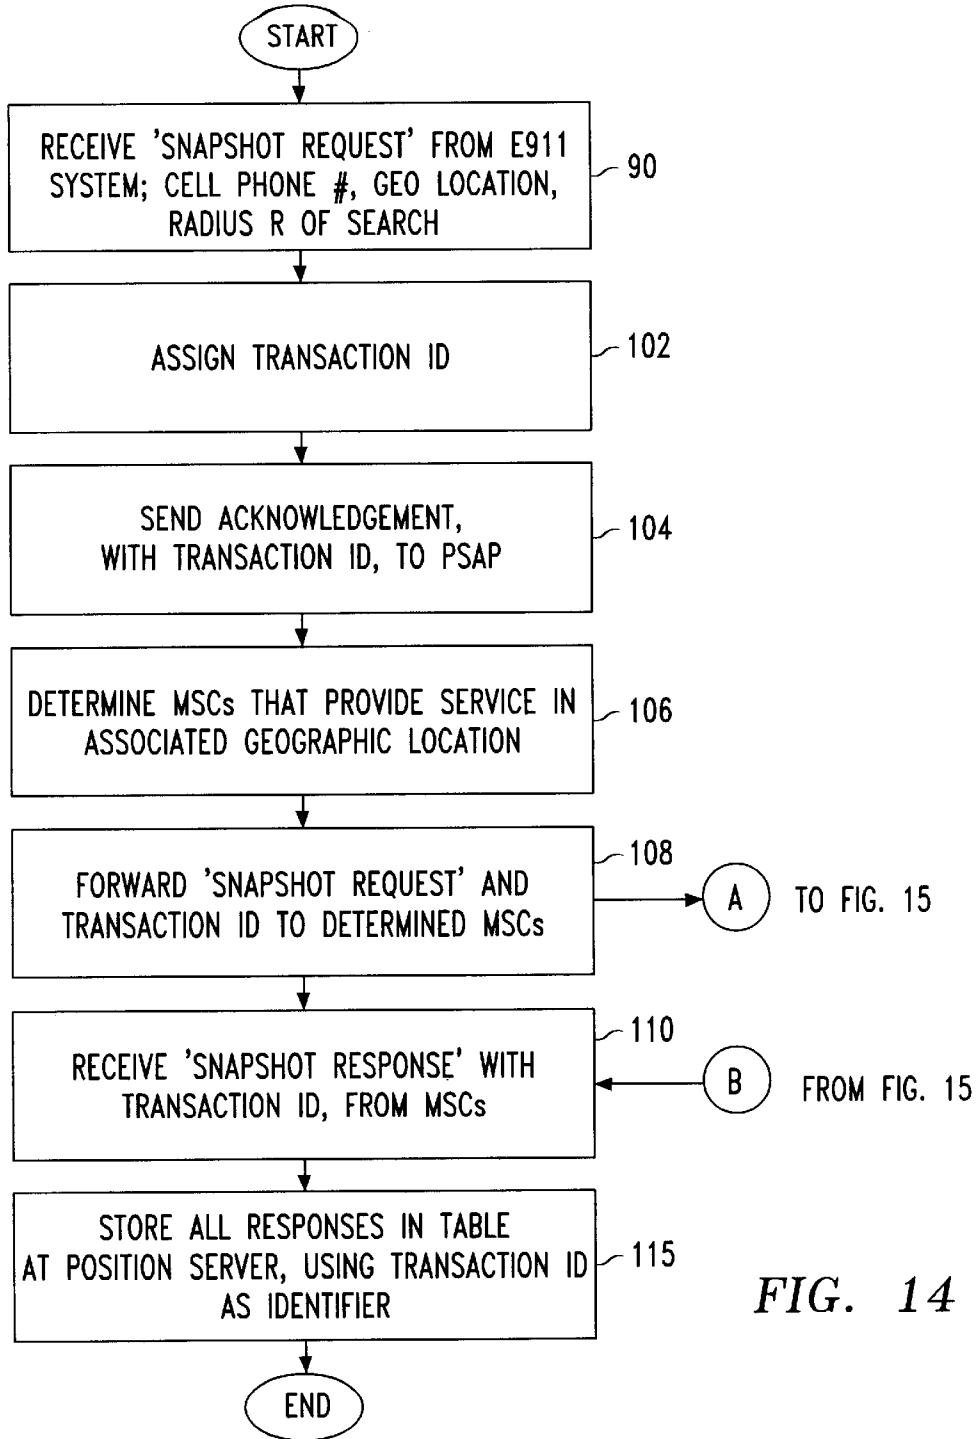 START
RECEIVE 'SNAPSHOT REQUEST' FROM E911
SYSTEM; CELL PHONE #, GEO LOCATION,
RADIUS R OF SEARCH
90
ASSIGN TRANSACTION ID
102
SEND ACKNOWLEDGEMENT,
WITH TRANSACTION ID, TO PSAP
104
DETERMINE MSCs THAT PROVIDE SERVICE IN
ASSOCIATED GEOGRAPHIC LOCATION
106
FORWARD 'SNAPSHOT REQUEST' AND
TRANSACTION ID TO DETERMINED MSCs
108
A
TO FIG. 15
RECEIVE 'SNAPSHOT RESPONSE' WITH
TRANSACTION ID, FROM MSCs
110
B
FROM FIG. 15
STORE ALL RESPONSES IN TABLE
AT POSITION SERVER, USING TRANSACTION ID
AS IDENTIFIER
115
FIG. 14
END